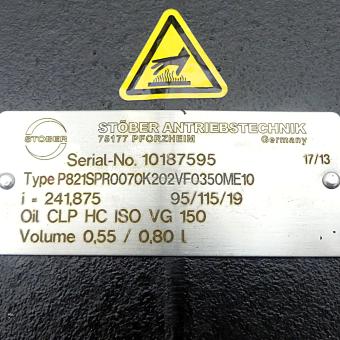 STÖBER
STÖBER ANTRIEBSTECHNIK
75177 PFORZHEIM Germany
Serial-No. 10187595 17/13
Type P821SPR0070K202VF0350ME10
i = 241,875 95/115/19
Oil CLP HC ISO VG 150
Volume 0,55 / 0,80 l